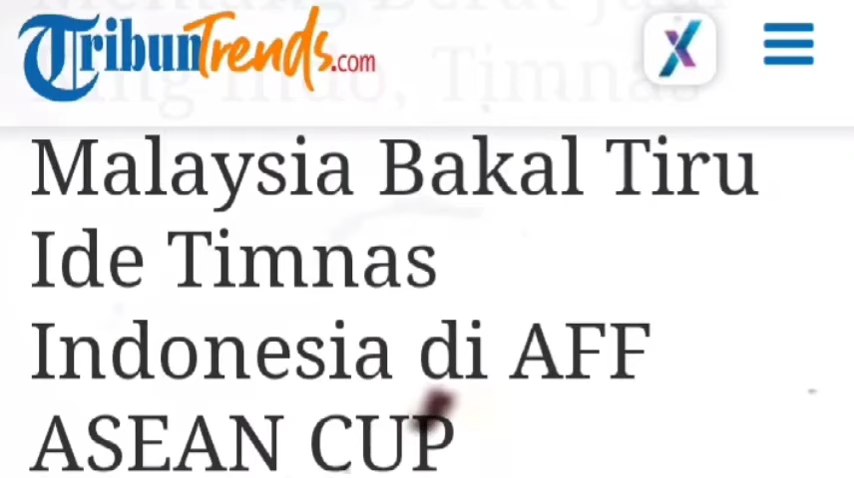 TribunTrends.com
Malaysia Bakal Tiru
Ide Timnas
Indonesia di AFF
ASEAN CUP